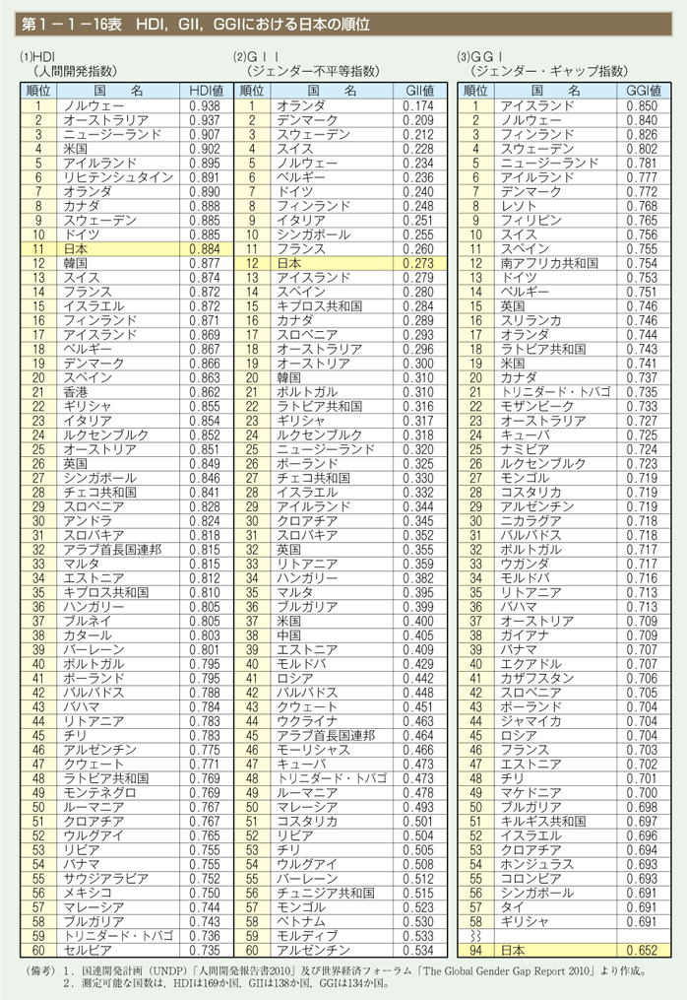 第１－１－16表　HDI，GII，GGIにおける日本の順位
(1)HDI
（人間開発指数）
順位 国　名 HDI値
1 ノルウェー 0.938
2 オーストラリア 0.937
3 ニュージーランド 0.907
4 米国 0.902
5 アイルランド 0.895
6 リヒテンシュタイン 0.891
7 オランダ 0.890
8 カナダ 0.888
9 スウェーデン 0.885
10 ドイツ 0.885
11 日本 0.884
12 韓国 0.877
13 スイス 0.874
14 フランス 0.872
15 イスラエル 0.872
16 フィンランド 0.871
17 アイスランド 0.869
18 ベルギー 0.867
19 デンマーク 0.866
20 スペイン 0.863
21 香港 0.862
22 ギリシャ 0.855
23 イタリア 0.854
24 ルクセンブルク 0.852
25 オーストリア 0.851
26 英国 0.849
27 シンガポール 0.846
28 チェコ共和国 0.841
29 スロベニア 0.828
30 アンドラ 0.824
31 スロバキア 0.818
32 アラブ首長国連邦 0.815
33 マルタ 0.815
34 エストニア 0.812
35 キプロス共和国 0.810
36 ハンガリー 0.805
37 ブルネイ 0.805
38 カタール 0.803
39 バーレーン 0.801
40 ポルトガル 0.795
41 ポーランド 0.795
42 バルバドス 0.788
43 バハマ 0.784
44 リトアニア 0.783
45 チリ 0.783
46 アルゼンチン 0.775
47 クウェート 0.771
48 ラトビア共和国 0.769
49 モンテネグロ 0.769
50 ルーマニア 0.767
51 クロアチア 0.767
52 ウルグアイ 0.765
53 リビア 0.755
54 パナマ 0.755
55 サウジアラビア 0.752
56 メキシコ 0.750
57 マレーシア 0.744
58 ブルガリア 0.743
59 トリニダード・トバゴ 0.736
60 セルビア 0.735
(2)ＧＩＩ
（ジェンダー不平等指数）
順位 国　名 GII値
1 オランダ 0.174
2 デンマーク 0.209
3 スウェーデン 0.212
4 スイス 0.228
5 ノルウェー 0.234
6 ベルギー 0.236
7 ドイツ 0.240
8 フィンランド 0.248
9 イタリア 0.251
10 シンガポール 0.255
11 フランス 0.260
12 日本 0.273
13 アイスランド 0.279
14 スペイン 0.280
15 キプロス共和国 0.284
16 カナダ 0.289
17 スロベニア 0.293
18 オーストラリア 0.296
19 オーストリア 0.300
20 韓国 0.310
21 ポルトガル 0.310
22 ラトビア共和国 0.316
23 ギリシャ 0.317
24 ルクセンブルク 0.318
25 ニュージーランド 0.320
26 ポーランド 0.325
27 チェコ共和国 0.330
28 イスラエル 0.332
29 アイルランド 0.344
30 クロアチア 0.345
31 スロバキア 0.352
32 英国 0.355
33 リトアニア 0.359
34 ハンガリー 0.382
35 マルタ 0.395
36 ブルガリア 0.399
37 米国 0.400
38 中国 0.405
39 エストニア 0.409
40 モルドバ 0.429
41 ロシア 0.442
42 バルバドス 0.448
43 クウェート 0.451
44 ウクライナ 0.463
45 アラブ首長国連邦 0.464
46 モーリシャス 0.466
47 キューバ 0.473
48 トリニダード・トバゴ 0.473
49 ルーマニア 0.478
50 マレーシア 0.493
51 コスタリカ 0.501
52 リビア 0.504
53 チリ 0.505
54 ウルグアイ 0.508
55 バーレーン 0.512
56 チュニジア共和国 0.515
57 モンゴル 0.523
58 ベトナム 0.530
59 モルディブ 0.533
60 アルゼンチン 0.534
(3)ＧＧＩ
（ジェンダー・ギャップ指数）
順位 国　名 GGI値
1 アイスランド 0.850
2 ノルウェー 0.840
3 フィンランド 0.826
4 スウェーデン 0.802
5 ニュージーランド 0.781
6 アイルランド 0.777
7 デンマーク 0.772
8 レソト 0.768
9 フィリピン 0.765
10 スイス 0.756
11 スペイン 0.755
12 南アフリカ共和国 0.754
13 ドイツ 0.753
14 ベルギー 0.751
15 英国 0.746
16 スリランカ 0.746
17 オランダ 0.744
18 ラトビア共和国 0.743
19 米国 0.741
20 カナダ 0.737
21 トリニダード・トバゴ 0.735
22 モザンビーク 0.733
23 オーストラリア 0.727
24 キューバ 0.725
25 ナミビア 0.724
26 ルクセンブルク 0.723
27 モンゴル 0.719
28 コスタリカ 0.719
29 アルゼンチン 0.719
30 ニカラグア 0.718
31 バルバドス 0.718
32 ポルトガル 0.717
33 ウガンダ 0.717
34 モルドバ 0.716
35 リトアニア 0.713
36 バハマ 0.713
37 オーストリア 0.709
38 ガイアナ 0.709
39 パナマ 0.707
40 エクアドル 0.707
41 カザフスタン 0.706
42 スロベニア 0.705
43 ポーランド 0.704
44 ジャマイカ 0.704
45 ロシア 0.704
46 フランス 0.703
47 エストニア 0.702
48 チリ 0.701
49 マケドニア 0.700
50 ブルガリア 0.698
51 キルギス共和国 0.697
52 イスラエル 0.696
53 クロアチア 0.694
54 ホンジュラス 0.693
55 コロンビア 0.693
56 シンガポール 0.691
57 タイ 0.691
58 ギリシャ 0.691
94 日本 0.652
（備考）１．国連開発計画（UNDP）「人間開発報告書2010」及び世界経済フォーラム「The Global Gender Gap Report 2010」より作成。
２．測定可能な国数は，HDIは169か国，GIIは138か国，GGIは134か国。